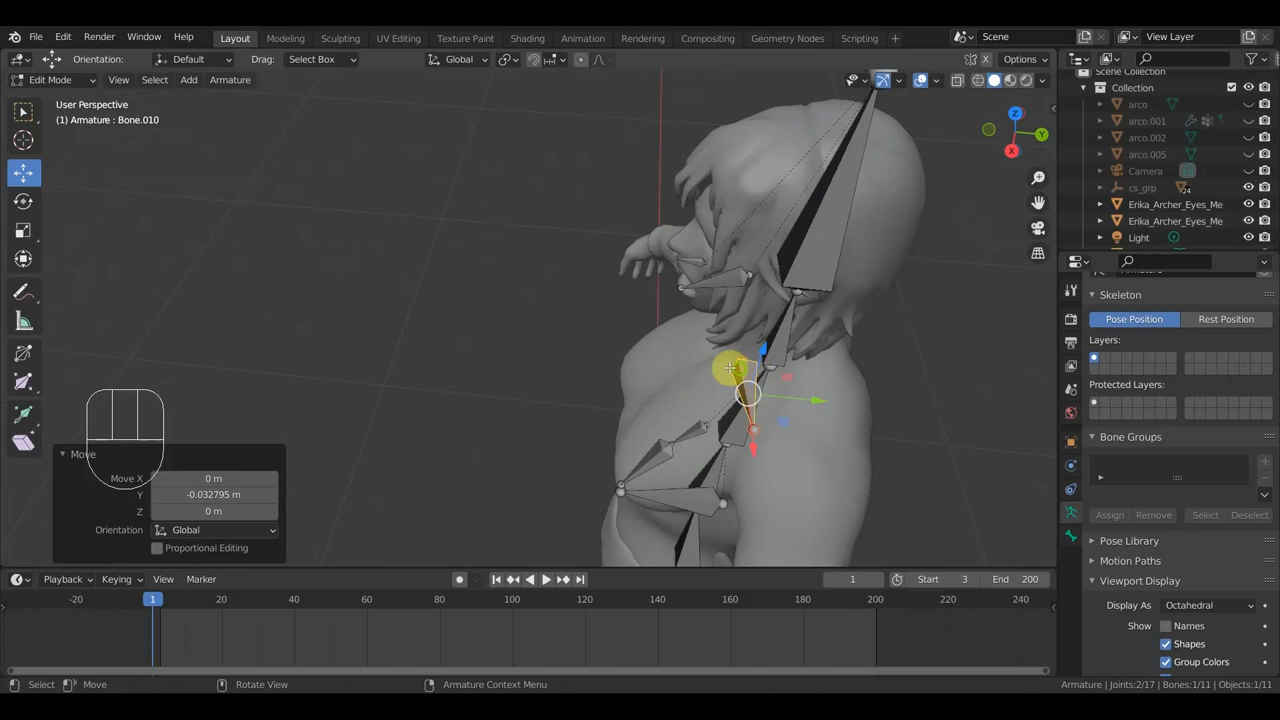 File Edit Render Window Help Layout Modeling Sculpting UV Editing Texture Paint Shading Animation Rendering Compositing Geometry Nodes Scripting + Scene View Layer
Orientation: Default Drag: Select Box Global Options
Edit Mode View Select Add Armature
User Perspective
(1) Armature : Bone.010
Z
Y
X
Move
Move X 0 m
Y -0.032795 m
Z 0 m
Orientation Global
Proportional Editing
Scene Collection
Collection
arco
arco.001
arco.002
arco.005
Camera
cs_grp 24
Erika_Archer_Eyes_Me
Erika_Archer_Eyes_Me
Light
Skeleton
Pose Position Rest Position
Layers:
Protected Layers:
Bone Groups
Assign Remove Select Deselect
Pose Library
Motion Paths
Viewport Display
Display As Octahedral
Show Names
Shapes
Group Colors
Playback Keying View Marker 1 Start 3 End 200
-20 1 20 40 60 80 100 120 140 160 180 200 220 240
Select Move Rotate View Armature Context Menu Armature | Joints:2/17 | Bones:1/11 | Objects:1/11